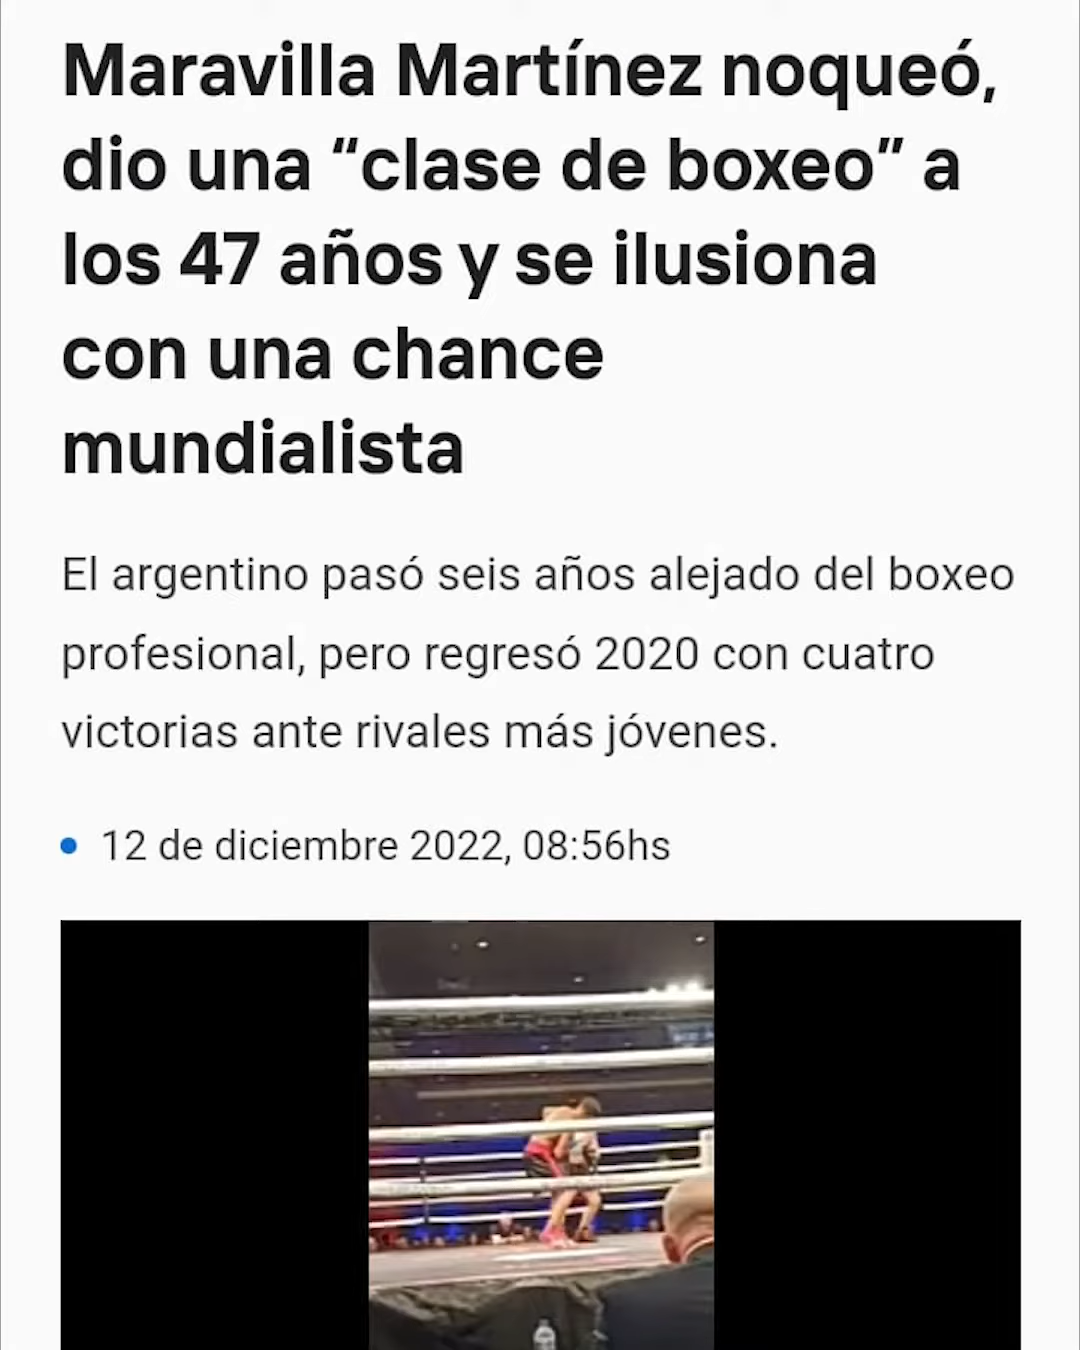 Maravilla Martínez noqueó,
dio una “clase de boxeo” a
los 47 años y se ilusiona
con una chance
mundialista
El argentino pasó seis años alejado del boxeo
profesional, pero regresó 2020 con cuatro
victorias ante rivales más jóvenes.
12 de diciembre 2022, 08:56hs